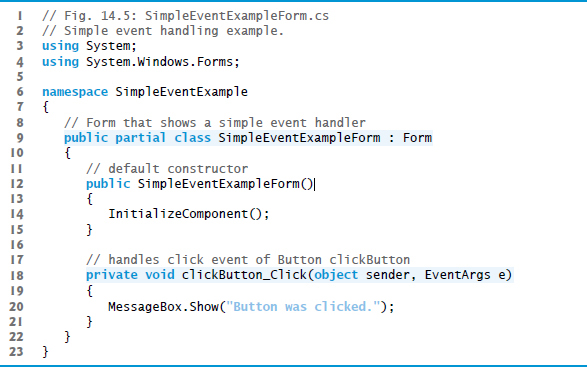 1 // Fig. 14.5: SimpleEventExampleForm.cs
2 // Simple event handling example.
3 using System;
4 using System.Windows.Forms;
5
6 namespace SimpleEventExample
7 {
8 // Form that shows a simple event handler
9 public partial class SimpleEventExampleForm : Form
10 {
11 // default constructor
12 public SimpleEventExampleForm()
13 {
14 InitializeComponent();
15 }
16
17 // handles click event of Button clickButton
18 private void clickButton_Click(object sender, EventArgs e)
19 {
20 MessageBox.Show("Button was clicked.");
21 }
22 }
23 }